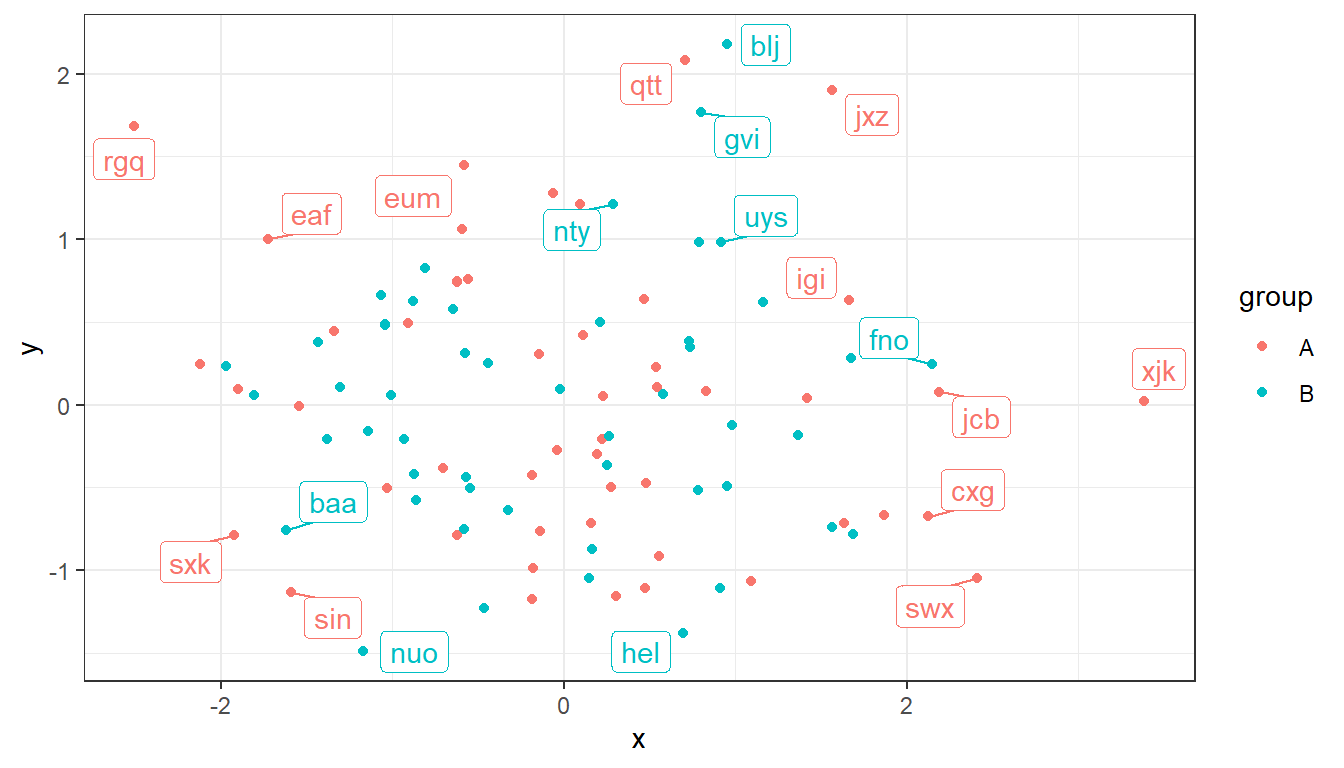 blj
qtt
jxz
gvi
rgq
eum
eaf
nty
uys
igi
fno
xjk
jcb
baa
cxg
sxk
sin
swx
nuo
hel
2
1
0
-1
y
-2
0
2
x
group
A
B